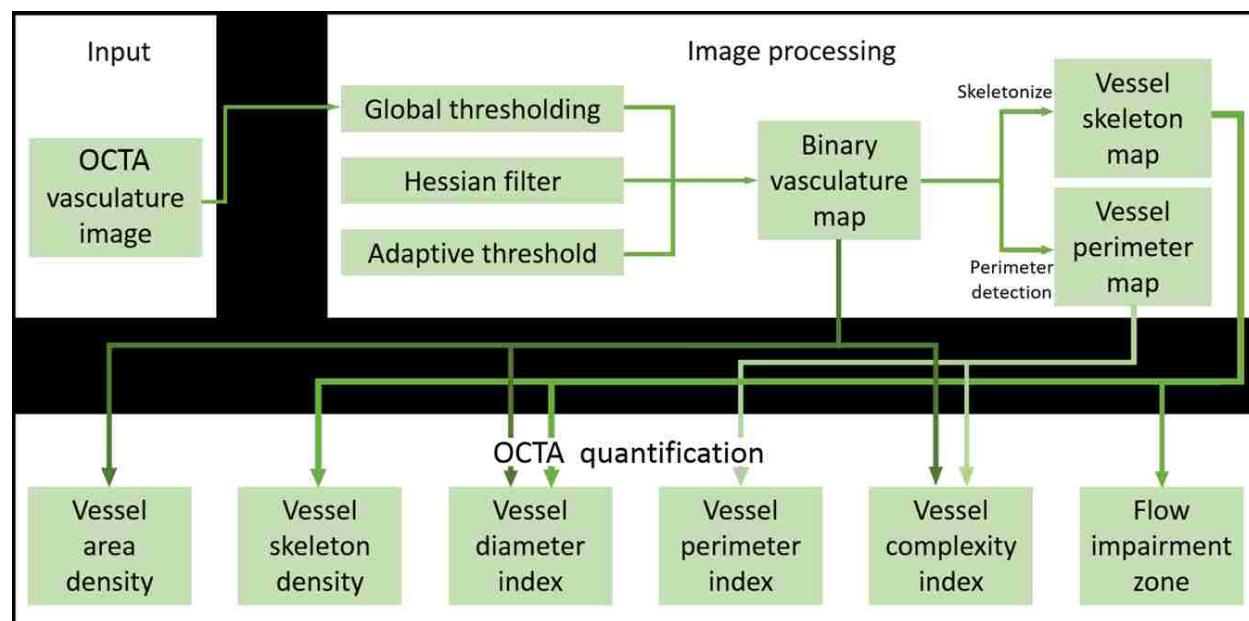 Input
OCTA
vasculature
image
Image processing
Global thresholding
Hessian filter
Adaptive threshold
Binary
vasculature
map
Skeletonize
Vessel
skeleton
map
Perimeter
detection
Vessel
perimeter
map
OCTA quantification
Vessel
area
density
Vessel
skeleton
density
Vessel
diameter
index
Vessel
perimeter
index
Vessel
complexity
index
Flow
impairment
zone